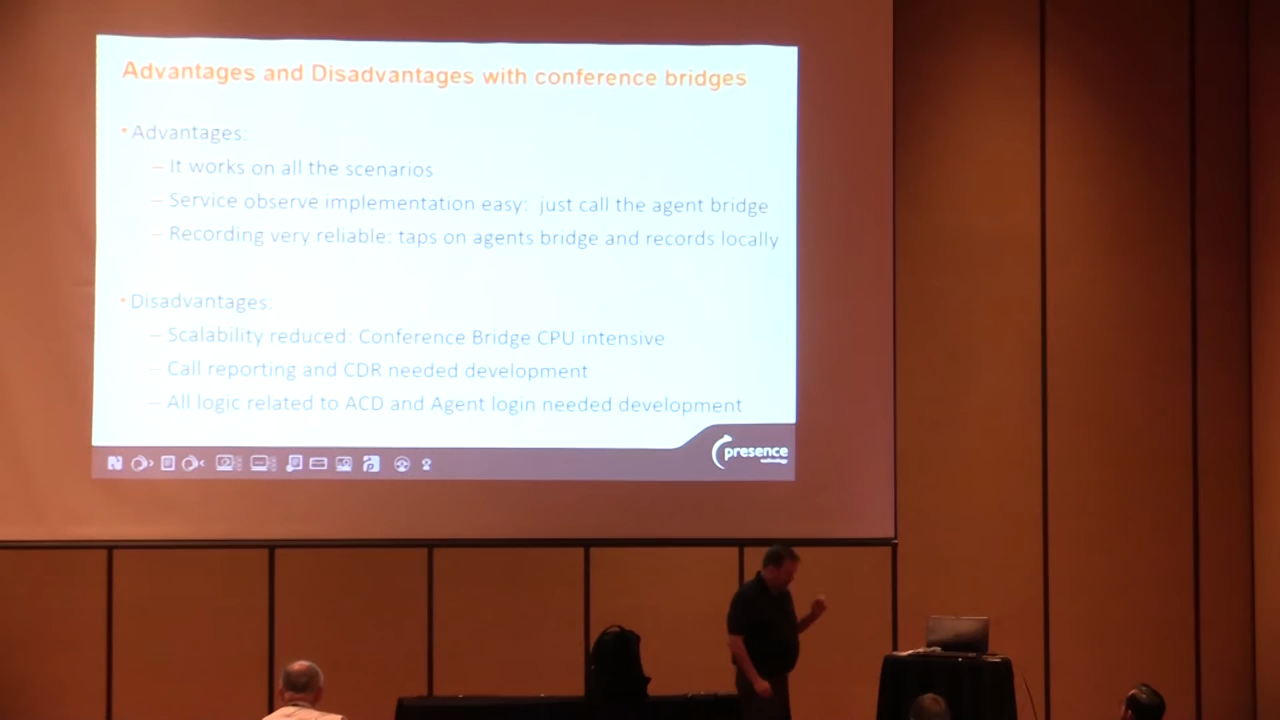 Advantages and Disadvantages with conference bridges
• Advantages:
– It works on all the scenarios
– Service observe implementation easy: just call the agent bridge
– Recording very reliable: taps on agents bridge and records locally
• Disadvantages:
– Scalability reduced: Conference Bridge CPU intensive
– Call reporting and CDR needed development
– All logic related to ACD and Agent login needed development
presence
technology